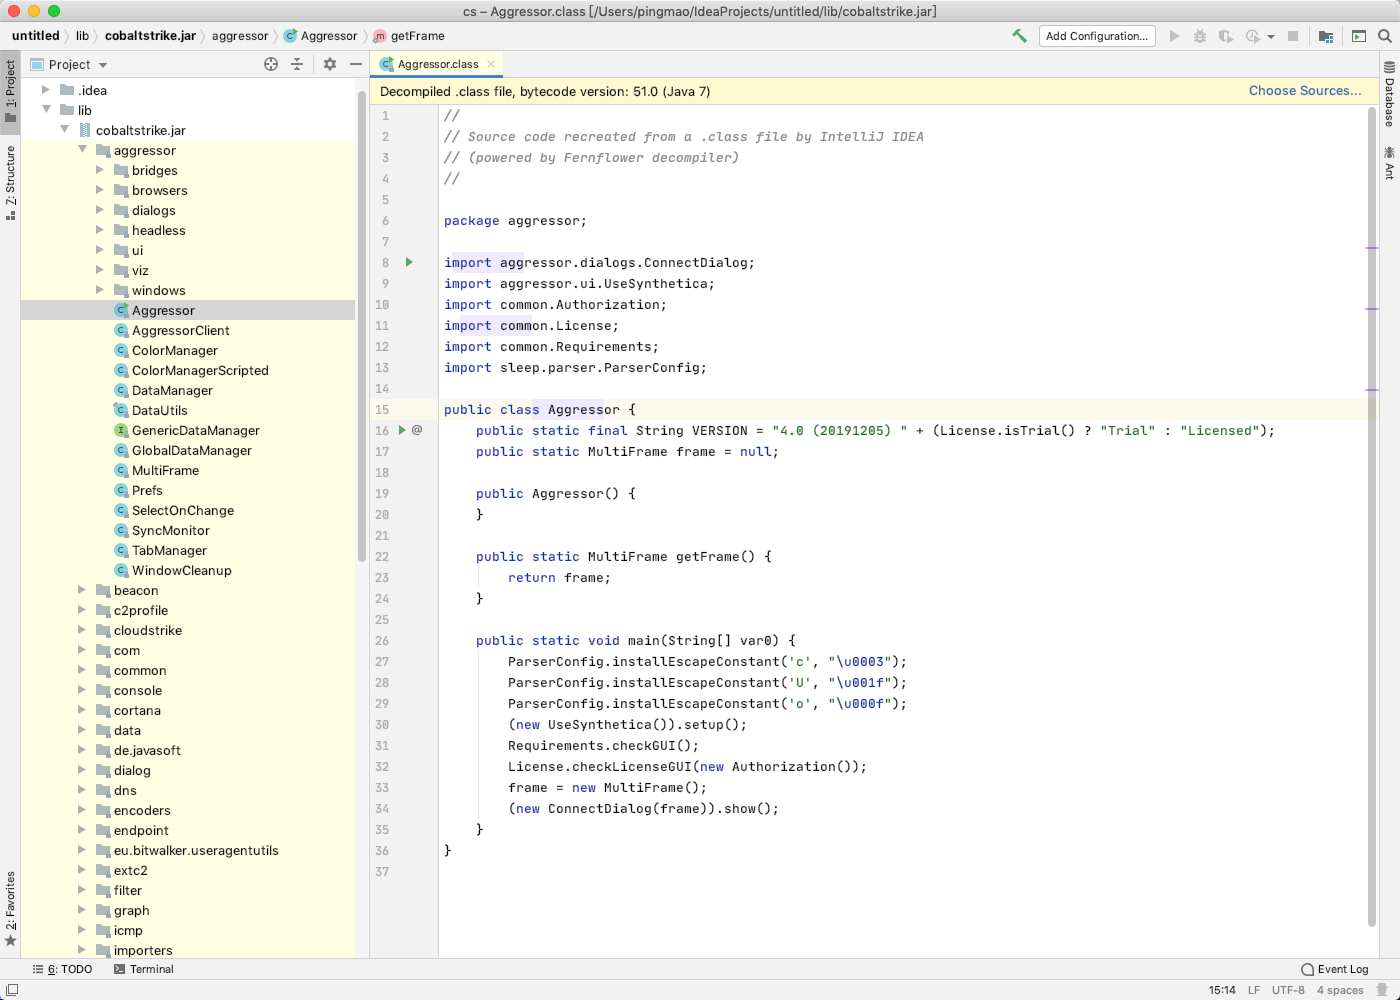 cs – Aggressor.class [/Users/pingmao/IdeaProjects/untitled/lib/cobaltstrike.jar]
untitled lib cobaltstrike.jar aggressor Aggressor getFrame
Add Configuration...
Project
Aggressor.class
1: Project
Z: Structure
2: Favorites
Database
Ant
.idea
lib
cobaltstrike.jar
aggressor
bridges
browsers
dialogs
headless
ui
viz
windows
Aggressor
AggressorClient
ColorManager
ColorManagerScripted
DataManager
DataUtils
GenericDataManager
GlobalDataManager
MultiFrame
Prefs
SelectOnChange
SyncMonitor
TabManager
WindowCleanup
beacon
c2profile
cloudstrike
com
common
console
cortana
data
de.javasoft
dialog
dns
encoders
endpoint
eu.bitwalker.useragentutils
extc2
filter
graph
icmp
importers
Decompiled .class file, bytecode version: 51.0 (Java 7)
Choose Sources...
1 //
2 // Source code recreated from a .class file by IntelliJ IDEA
3 // (powered by Fernflower decompiler)
4 //
5
6 package aggressor;
7
8 import aggressor.dialogs.ConnectDialog;
9 import aggressor.ui.UseSynthetica;
10 import common.Authorization;
11 import common.License;
12 import common.Requirements;
13 import sleep.parser.ParserConfig;
14
15 public class Aggressor {
16 @ public static final String VERSION = "4.0 (20191205) " + (License.isTrial() ? "Trial" : "Licensed");
17 public static MultiFrame frame = null;
18
19 public Aggressor() {
20 }
21
22 public static MultiFrame getFrame() {
23 return frame;
24 }
25
26 public static void main(String[] var0) {
27 ParserConfig.installEscapeConstant('c', "\u0003");
28 ParserConfig.installEscapeConstant('U', "\u001f");
29 ParserConfig.installEscapeConstant('o', "\u000f");
30 (new UseSynthetica()).setup();
31 Requirements.checkGUI();
32 License.checkLicenseGUI(new Authorization());
33 frame = new MultiFrame();
34 (new ConnectDialog(frame)).show();
35 }
36 }
37
6: TODO
Terminal
Event Log
15:14 LF UTF-8 4 spaces